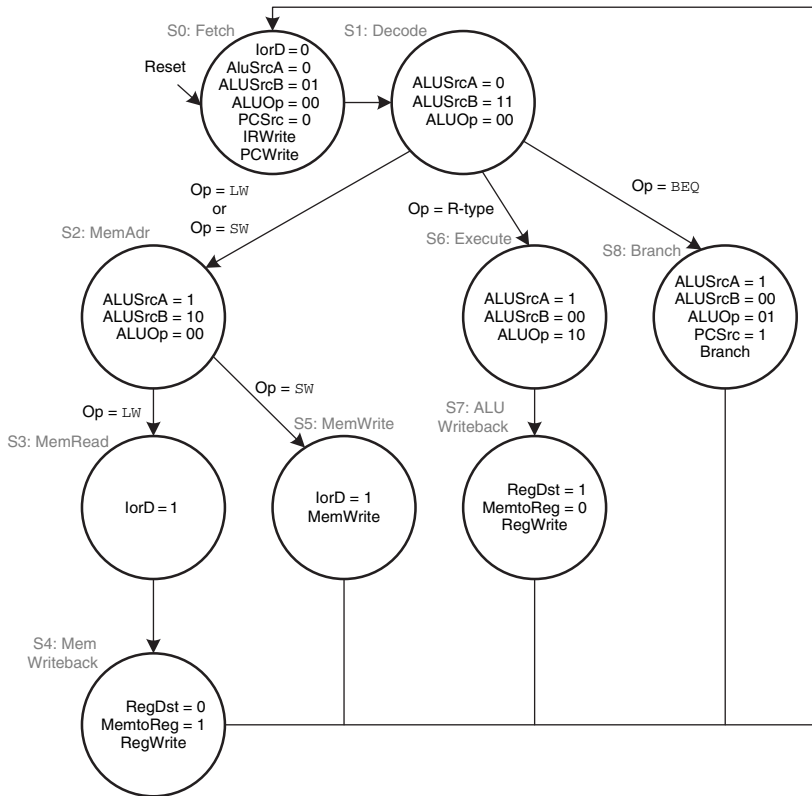 S0: Fetch
IorD = 0
AluSrcA = 0
ALUSrcB = 01
ALUOp = 00
PCSrc = 0
IRWrite
PCWrite
Reset
S1: Decode
ALUSrcA = 0
ALUSrcB = 11
ALUOp = 00
Op = LW
or
Op = SW
Op = R-type
Op = BEQ
S2: MemAdr
ALUSrcA = 1
ALUSrcB = 10
ALUOp = 00
S6: Execute
ALUSrcA = 1
ALUSrcB = 00
ALUOp = 10
S8: Branch
ALUSrcA = 1
ALUSrcB = 00
ALUOp = 01
PCSrc = 1
Branch
Op = LW
Op = SW
S3: MemRead
IorD = 1
S5: MemWrite
IorD = 1
MemWrite
S7: ALU
Writeback
RegDst = 1
MemtoReg = 0
RegWrite
S4: Mem
Writeback
RegDst = 0
MemtoReg = 1
RegWrite